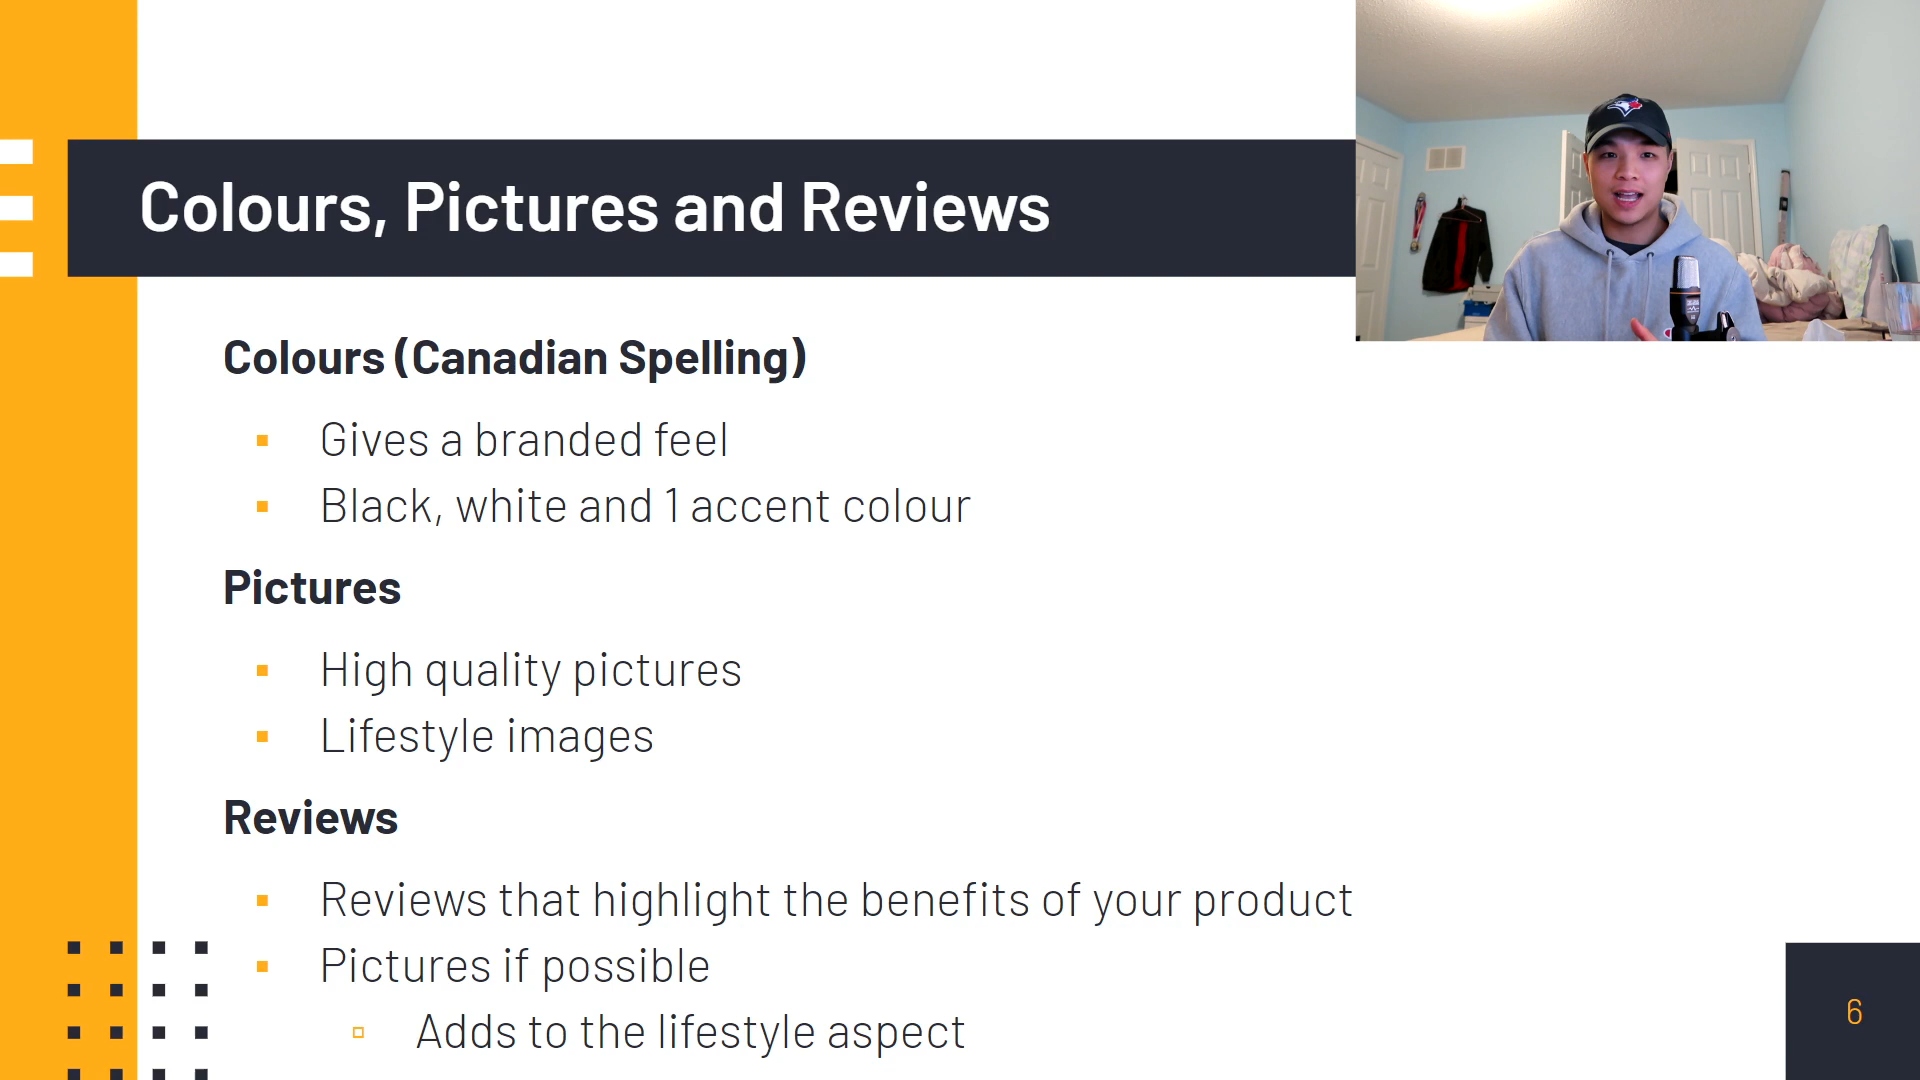 Colours, Pictures and Reviews
Colours (Canadian Spelling)
Gives a branded feel
Black, white and 1 accent colour
Pictures
High quality pictures
Lifestyle images
Reviews
Reviews that highlight the benefits of your product
Pictures if possible
Adds to the lifestyle aspect
6